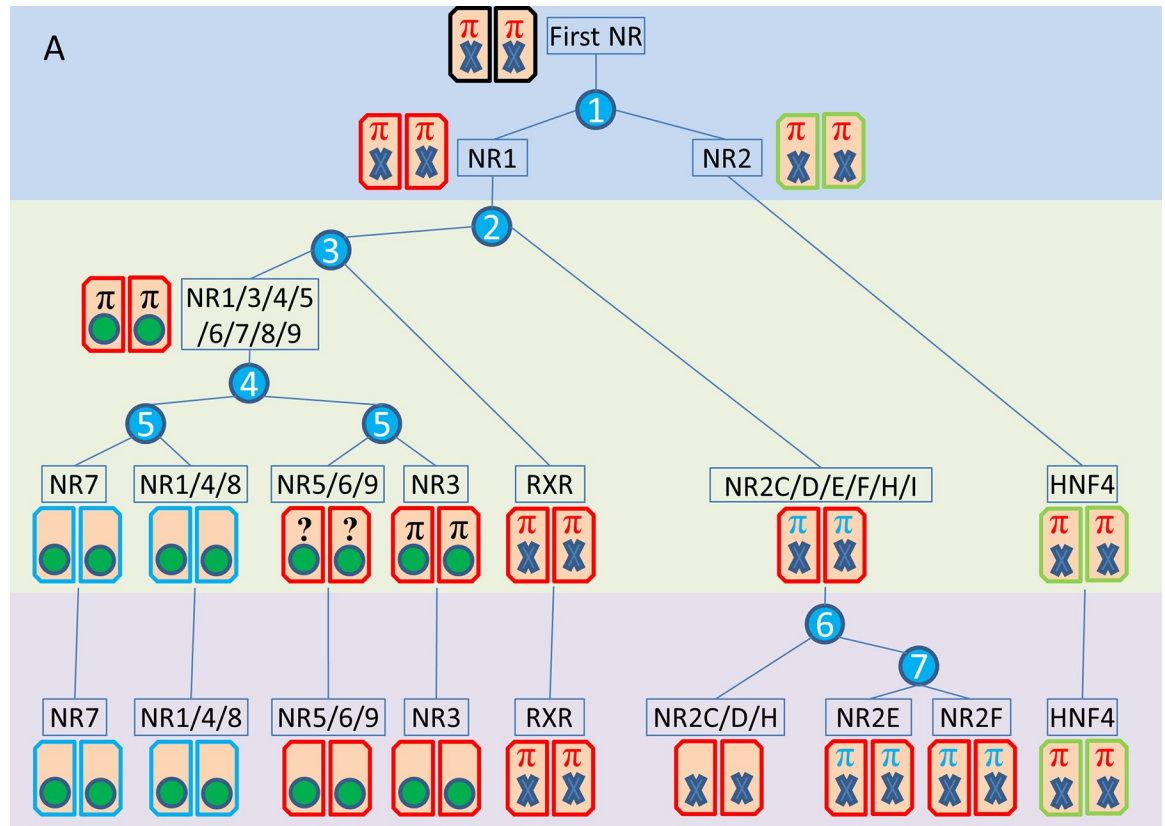 A
π π First NR
1
π π NR1
NR2 π π
2
3
π π NR1/3/4/5
/6/7/8/9
4
5 5
NR7 NR1/4/8 NR5/6/9 NR3 RXR NR2C/D/E/F/H/I HNF4
? ? π π π π π π π π
6
7
NR7 NR1/4/8 NR5/6/9 NR3 RXR NR2C/D/H NR2E NR2F HNF4
π π π π π π π π